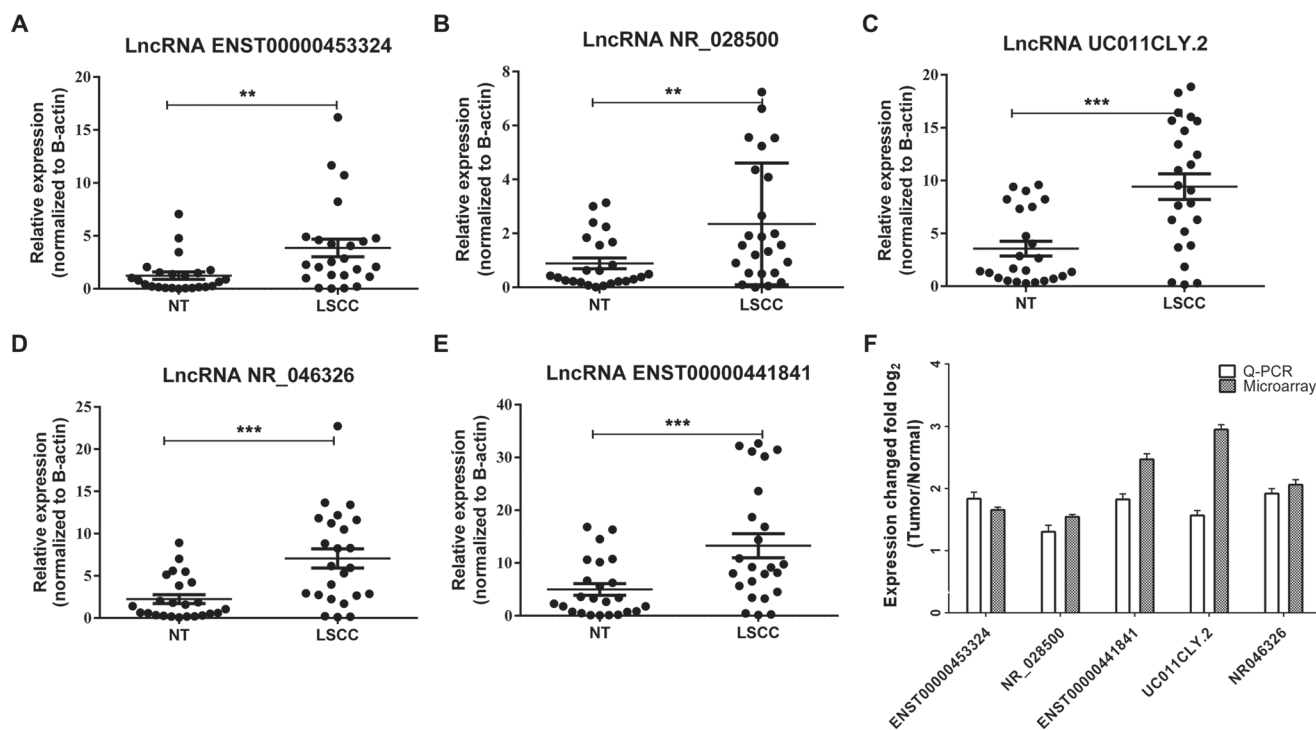 A
LncRNA ENST00000453324
Relative expression
(normalized to B-actin)
20
15
10
5
0
**
NT
LSCC
B
LncRNA NR_028500
Relative expression
(normalized to B-actin)
8
6
4
2
0
**
NT
LSCC
C
LncRNA UC011CLY.2
Relative expression
(normalized to B-actin)
20
15
10
5
0
***
NT
LSCC
D
LncRNA NR_046326
Relative expression
(normalized to B-actin)
25
20
15
10
5
0
***
NT
LSCC
E
LncRNA ENST00000441841
Relative expression
(normalized to B-actin)
40
30
20
10
0
***
NT
LSCC
F
Expression changed fold log2
(Tumor/Normal)
4
3
2
1
0
Q-PCR
Microarray
ENST00000453324
NR_028500
ENST00000441841
UC011CLY.2
NR046326